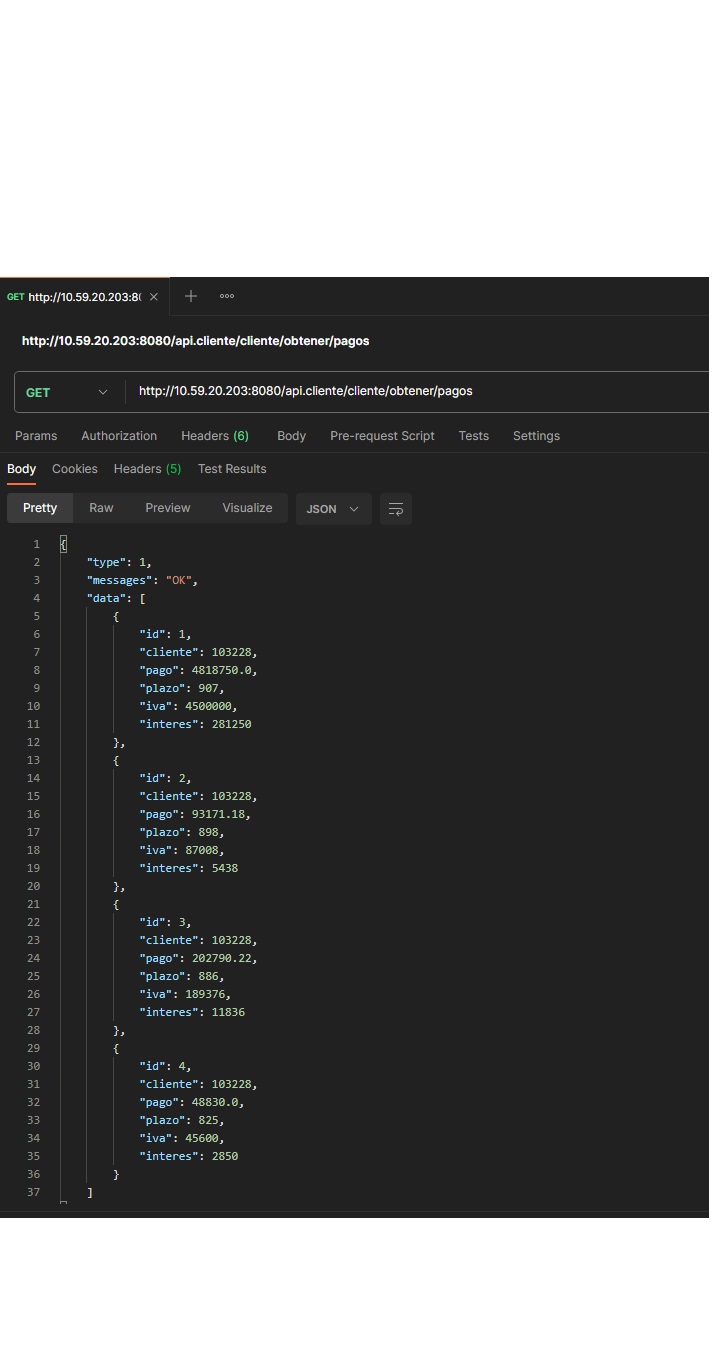 GET http://10.59.20.203:8(
http://10.59.20.203:8080/api.cliente/cliente/obtener/pagos
GET http://10.59.20.203:8080/api.cliente/cliente/obtener/pagos
Params Authorization Headers (6) Body Pre-request Script Tests Settings
Body Cookies Headers (5) Test Results
Pretty Raw Preview Visualize JSON
1 {
2 "type": 1,
3 "messages": "OK",
4 "data": [
5 {
6 "id": 1,
7 "cliente": 103228,
8 "pago": 4818750.0,
9 "plazo": 907,
10 "iva": 4500000,
11 "interes": 281250
12 },
13 {
14 "id": 2,
15 "cliente": 103228,
16 "pago": 93171.18,
17 "plazo": 898,
18 "iva": 87008,
19 "interes": 5438
20 },
21 {
22 "id": 3,
23 "cliente": 103228,
24 "pago": 202790.22,
25 "plazo": 886,
26 "iva": 189376,
27 "interes": 11836
28 },
29 {
30 "id": 4,
31 "cliente": 103228,
32 "pago": 48830.0,
33 "plazo": 825,
34 "iva": 45600,
35 "interes": 2850
36 }
37 ]